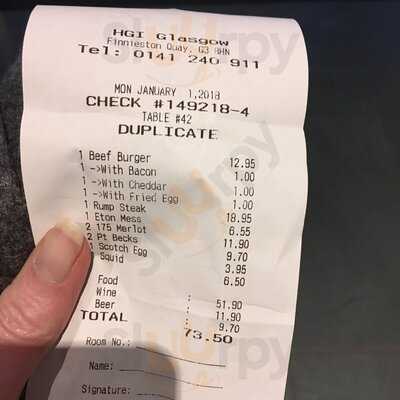 HGI Glasgow
Finnieston Quay, G3 8HN
Tel: 0141 240 911
MON JANUARY 1,2018
CHECK #149218-4
TABLE #42
DUPLICATE
1 Beef Burger 12.95
1 ->With Bacon 1.00
1 ->With Cheddar 1.00
1 ->With Fried Egg 1.00
1 Rump Steak 18.95
1 Eton Mess 6.55
2 175 Merlot 11.90
2 Pt Becks 9.70
1 Scotch Egg 3.95
Squid 6.50
Food : 51.90
Wine : 11.90
Beer : 9.70
TOTAL 73.50
Room No.:
Name:
Signature:
sluurpy